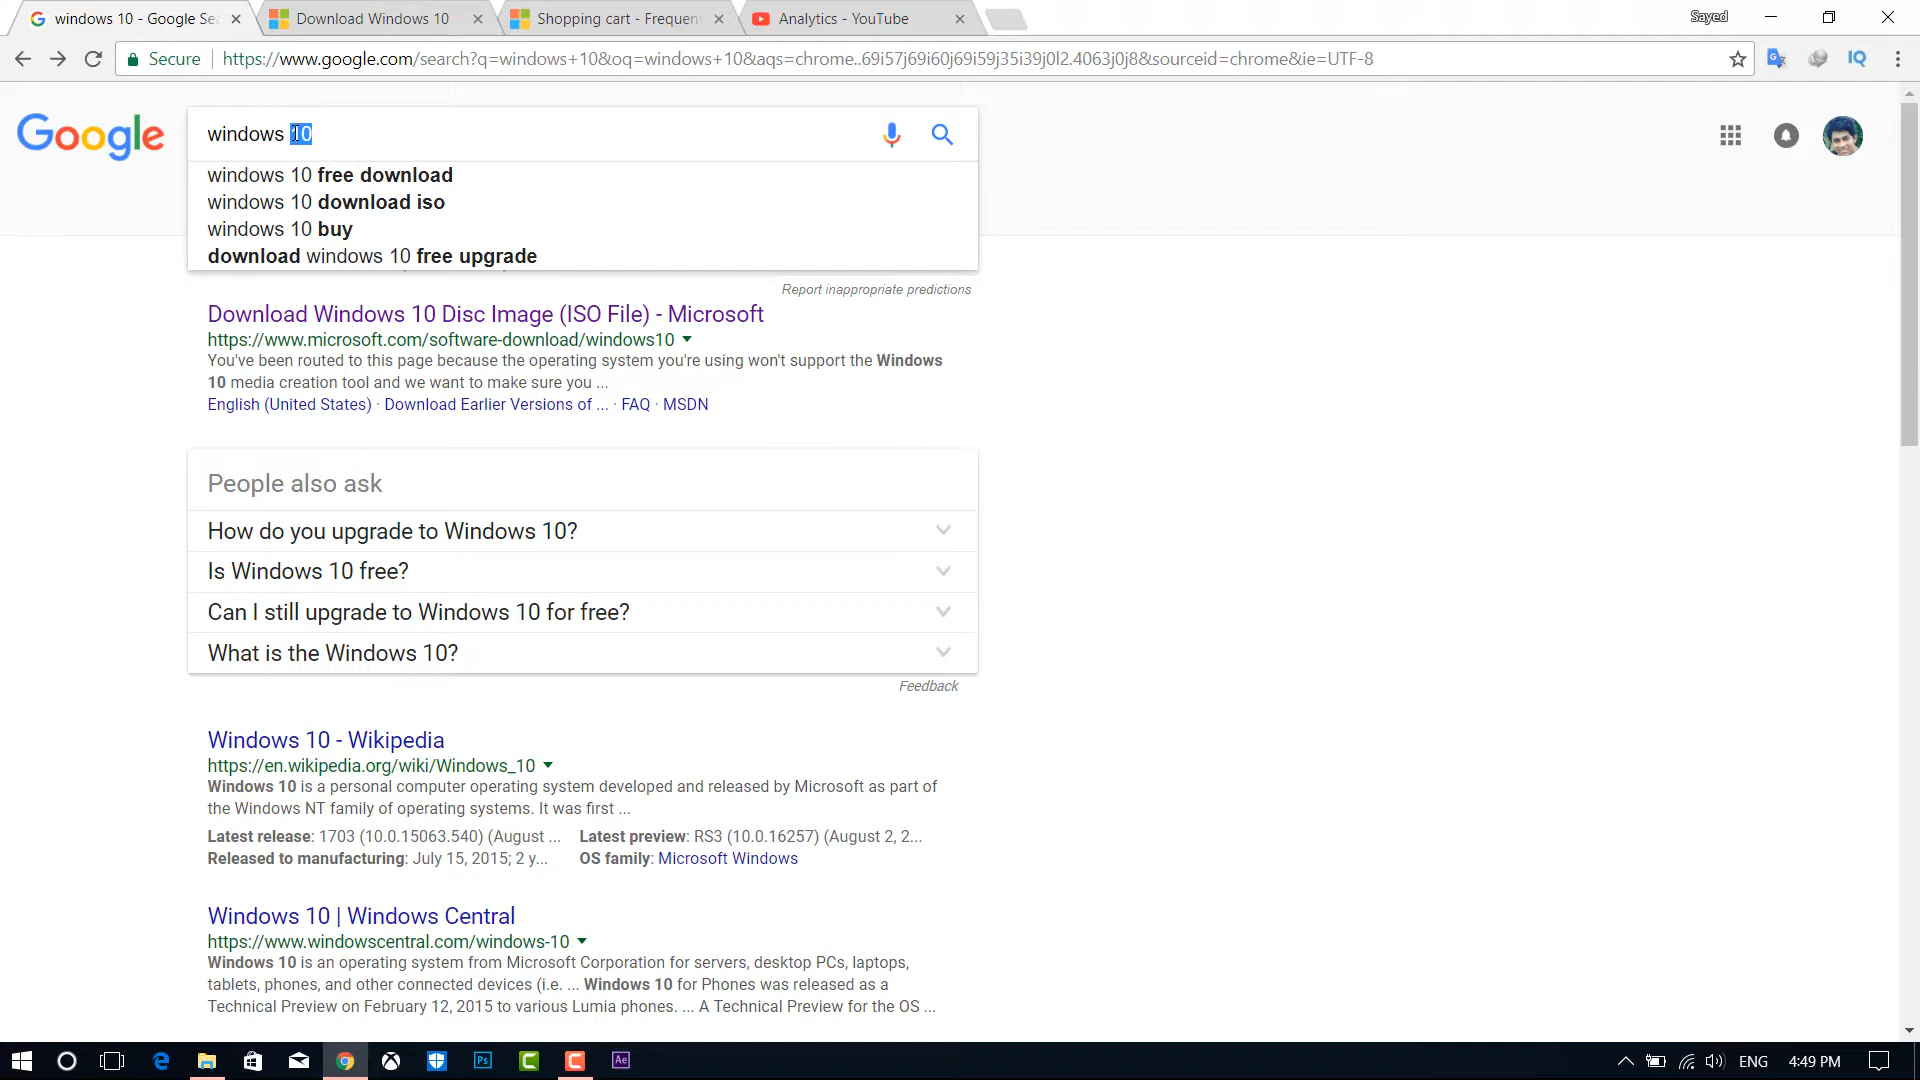 windows 10 - Google Se
Download Windows 10
Shopping cart - Frequen
Analytics - YouTube
Sayed
Secure
https://www.google.com/search?q=windows+10&oq=windows+10&aqs=chrome..69i57j69i60j69i59j35i39j0l2.4063j0j8&sourceid=chrome&ie=UTF-8
IQ
Google
windows 10
windows 10 free download
windows 10 download iso
windows 10 buy
download windows 10 free upgrade
Report inappropriate predictions
Download Windows 10 Disc Image (ISO File) - Microsoft
https://www.microsoft.com/software-download/windows10
You've been routed to this page because the operating system you're using won't support the Windows
10 media creation tool and we want to make sure you ...
English (United States) · Download Earlier Versions of ... · FAQ · MSDN
People also ask
How do you upgrade to Windows 10?
Is Windows 10 free?
Can I still upgrade to Windows 10 for free?
What is the Windows 10?
Feedback
Windows 10 - Wikipedia
https://en.wikipedia.org/wiki/Windows_10
Windows 10 is a personal computer operating system developed and released by Microsoft as part of
the Windows NT family of operating systems. It was first ...
Latest release: 1703 (10.0.15063.540) (August ... Latest preview: RS3 (10.0.16257) (August 2, 2...
Released to manufacturing: July 15, 2015; 2 y... OS family: Microsoft Windows
Windows 10 | Windows Central
https://www.windowscentral.com/windows-10
Windows 10 is an operating system from Microsoft Corporation for servers, desktop PCs, laptops,
tablets, phones, and other connected devices (i.e. ... Windows 10 for Phones was released as a
Technical Preview on February 12, 2015 to various Lumia phones. ... A Technical Preview for the OS ...
Ps
Ae
ENG
4:49 PM